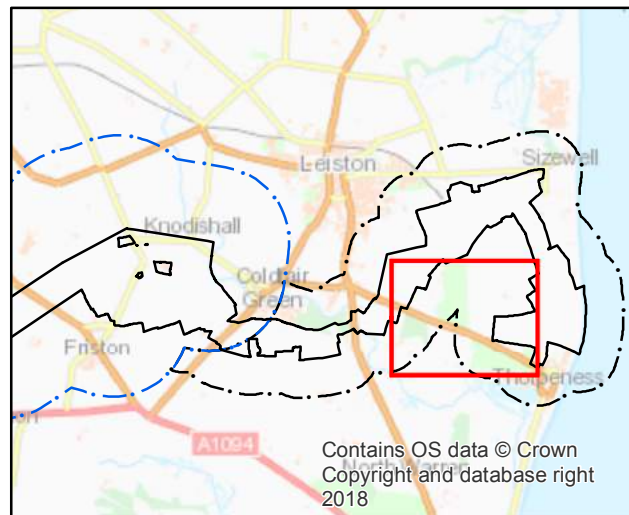 Leiston
Sizewell
Knodishall
Coldfair
Green
Friston
Thorpeness
A1094
North Warren
Contains OS data © Crown
Copyright and database right
2018